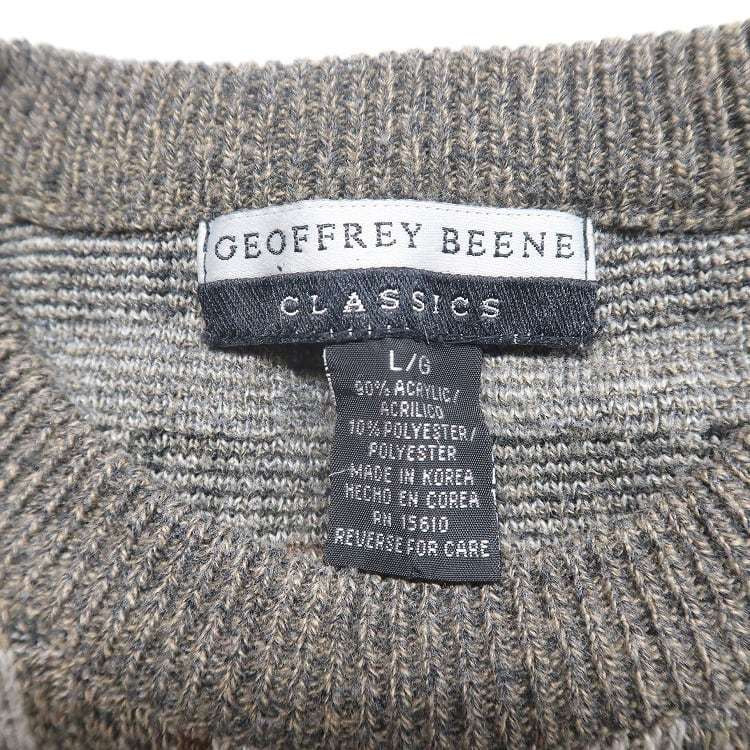 GEOFFREY BEENE
CLASSICS
L/G
90% ACRYLIC/
ACRILICO
10% POLYESTER/
POLYESTER
MADE IN KOREA
HECHO EN COREA
RN 15610
REVERSE FOR CARE